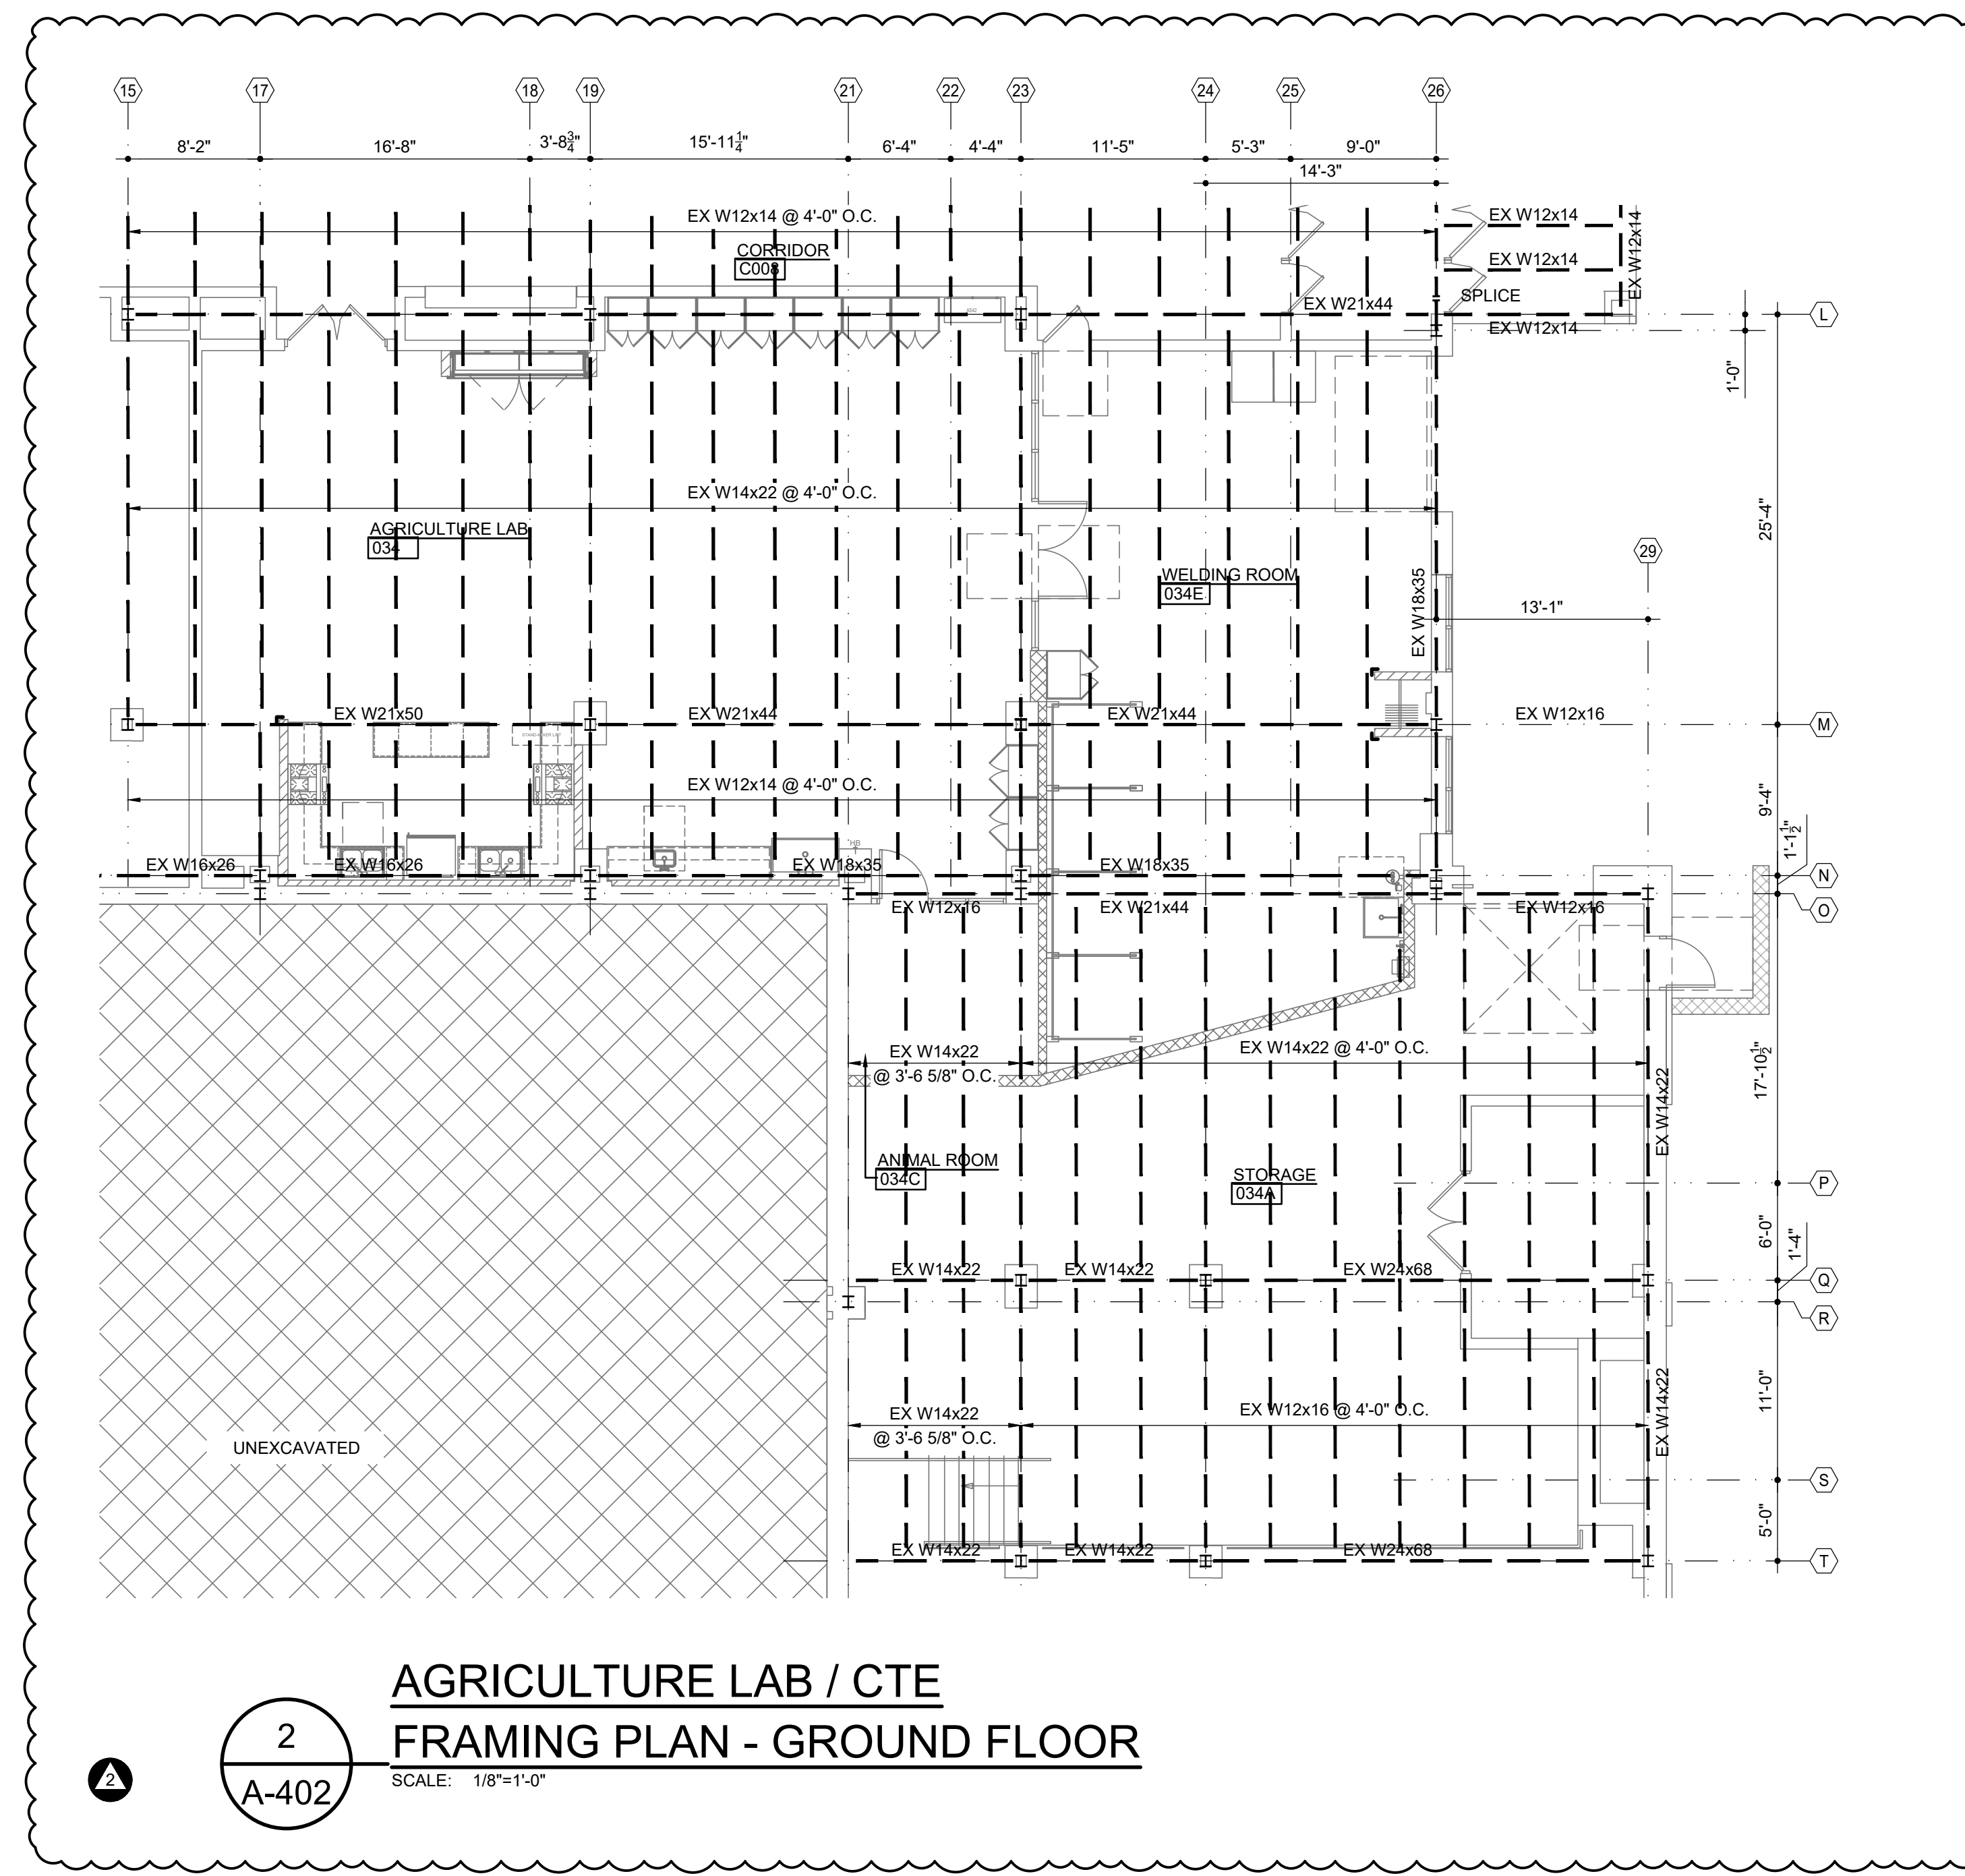 15 17 18 19 21 22 23 24 25 26
8'-2" 16'-8" 3'-8 3/4" 15'-11 1/4" 6'-4" 4'-4" 11'-5" 5'-3" 9'-0"
14'-3"
EX W12x14 @ 4'-0" O.C.
EX W12x14
EX W12x14
EX W12x14
CORRIDOR
C008
EX W21x44
SPLICE
EX W12x14
L
1'-0"
EX W14x22 @ 4'-0" O.C.
25'-4"
AGRICULTURE LAB
034
29
WELDING ROOM
034E
EX W18x35
13'-1"
EX W21x50
EX W21x44
EX W21x44
EX W12x16
M
EX W12x14 @ 4'-0" O.C.
9'-4"
1'-1 1/2"
HB
EX W16x26
EX W16x26
EX W18x35
EX W18x35
N
EX W12x16
EX W21x44
EX W12x16
O
EX W14x22
@ 3'-6 5/8" O.C.
EX W14x22 @ 4'-0" O.C.
17'-10 1/2"
EX W14x22
ANIMAL ROOM
034C
STORAGE
034A
P
6'-0"
1'-4"
EX W14x22
EX W14x22
EX W24x68
Q
R
EX W14x22
@ 3'-6 5/8" O.C.
EX W12x16 @ 4'-0" O.C.
EX W14x22
11'-0"
UNEXCAVATED
S
5'-0"
EX W14x22
EX W14x22
EX W24x68
T
AGRICULTURE LAB / CTE
FRAMING PLAN - GROUND FLOOR
SCALE: 1/8"=1'-0"
2
A-402
2